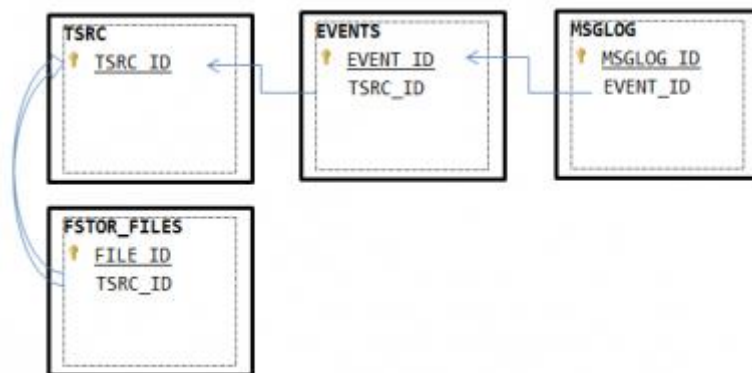 TSRC
TSRC_ID
EVENTS
EVENT_ID
TSRC_ID
MSGLOG
MSGLOG_ID
EVENT_ID
FSTOR_FILES
FILE_ID
TSRC_ID